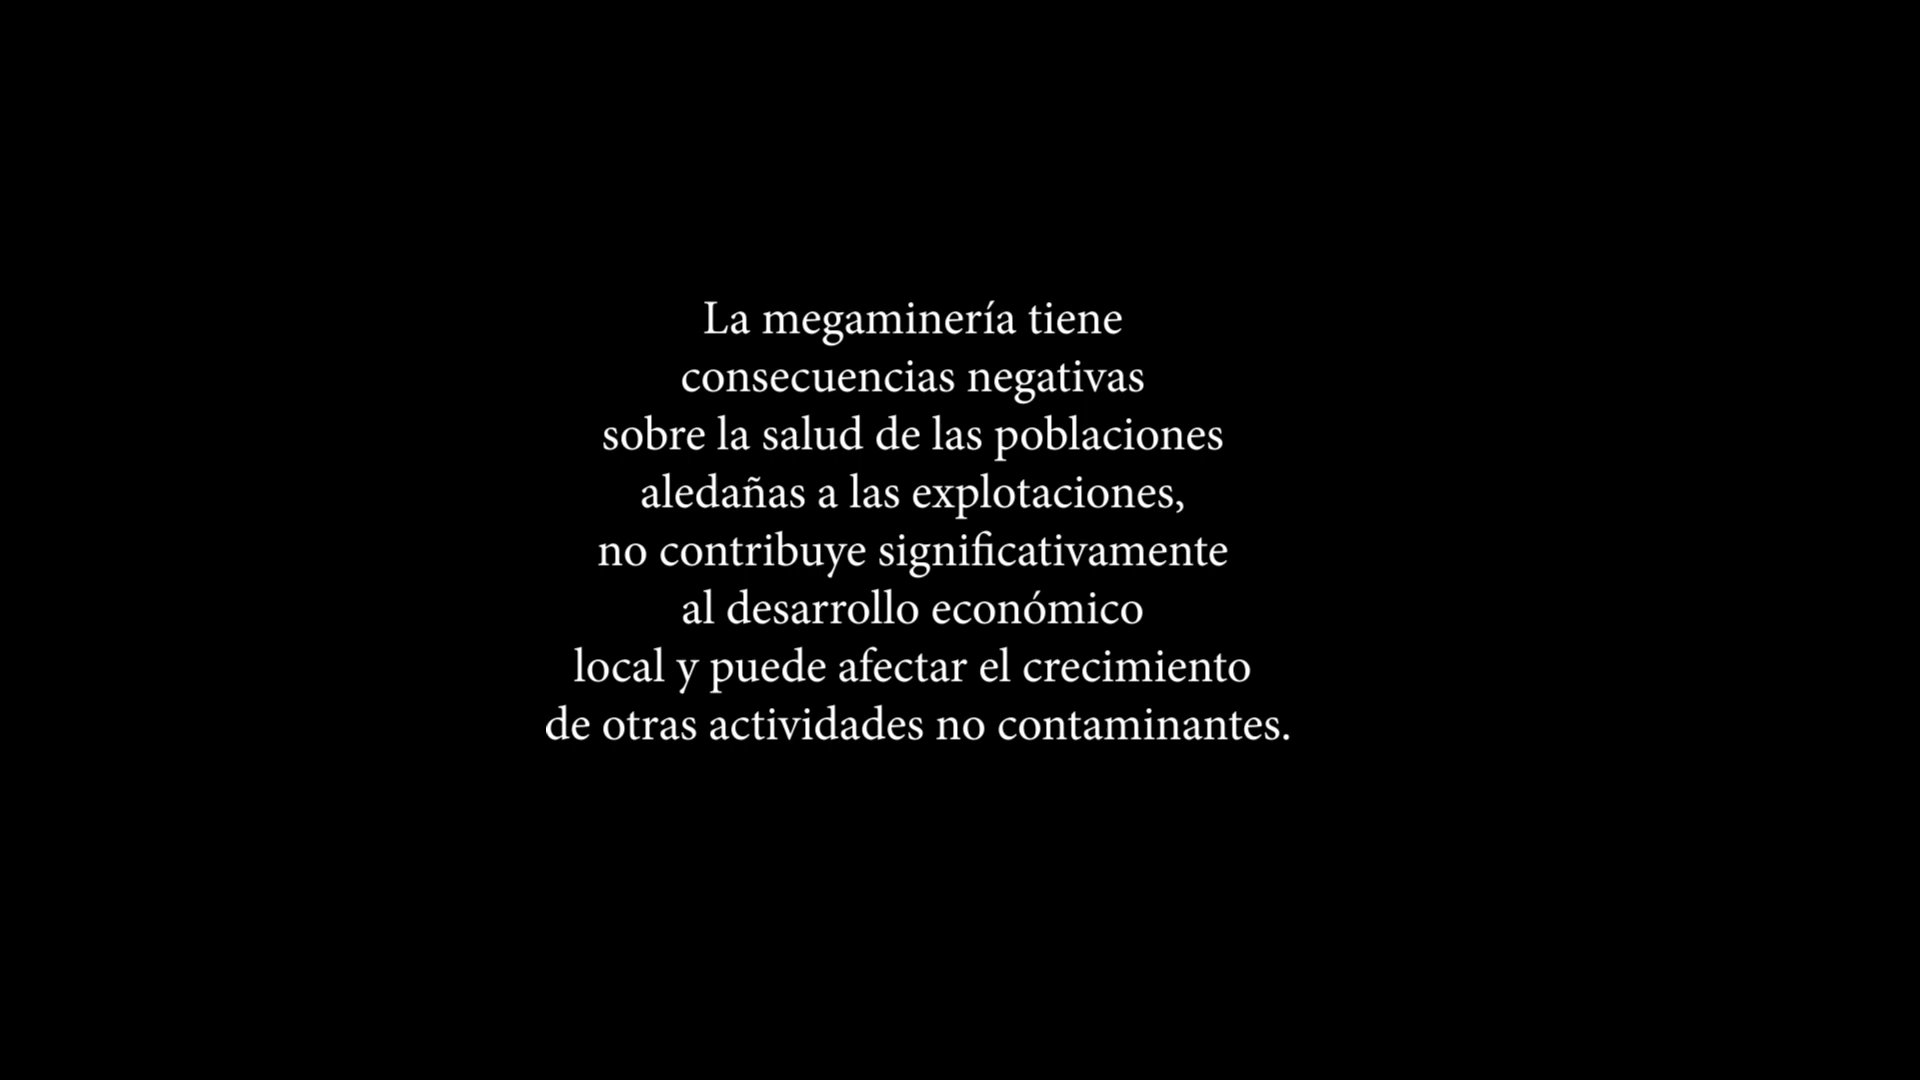 La megaminería tiene
consecuencias negativas
sobre la salud de las poblaciones
aledañas a las explotaciones,
no contribuye significativamente
al desarrollo económico
local y puede afectar el crecimiento
de otras actividades no contaminantes.